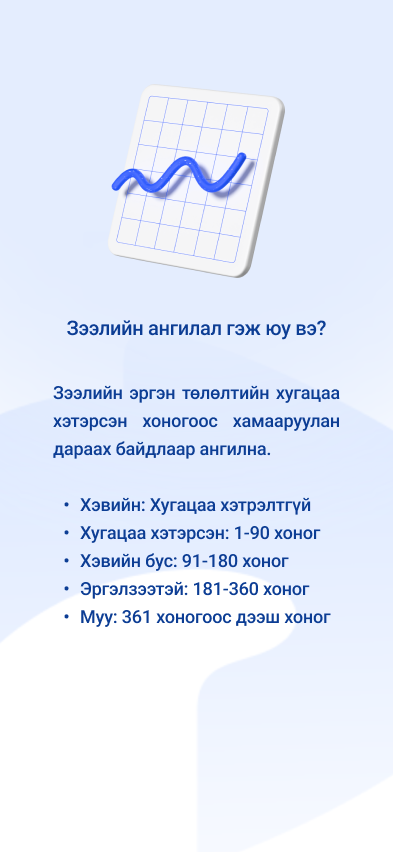 Зээлийн ангилал гэж юу вэ?
Зээлийн эргэн төлөлтийн хугацаа
хэтэрсэн хоногоос хамааруулан
дараах байдлаар ангилна.
• Хэвийн: Хугацаа хэтрэлтгүй
• Хугацаа хэтэрсэн: 1-90 хоног
• Хэвийн бус: 91-180 хоног
• Эргэлзээтэй: 181-360 хоног
• Муу: 361 хоногоос дээш хоног